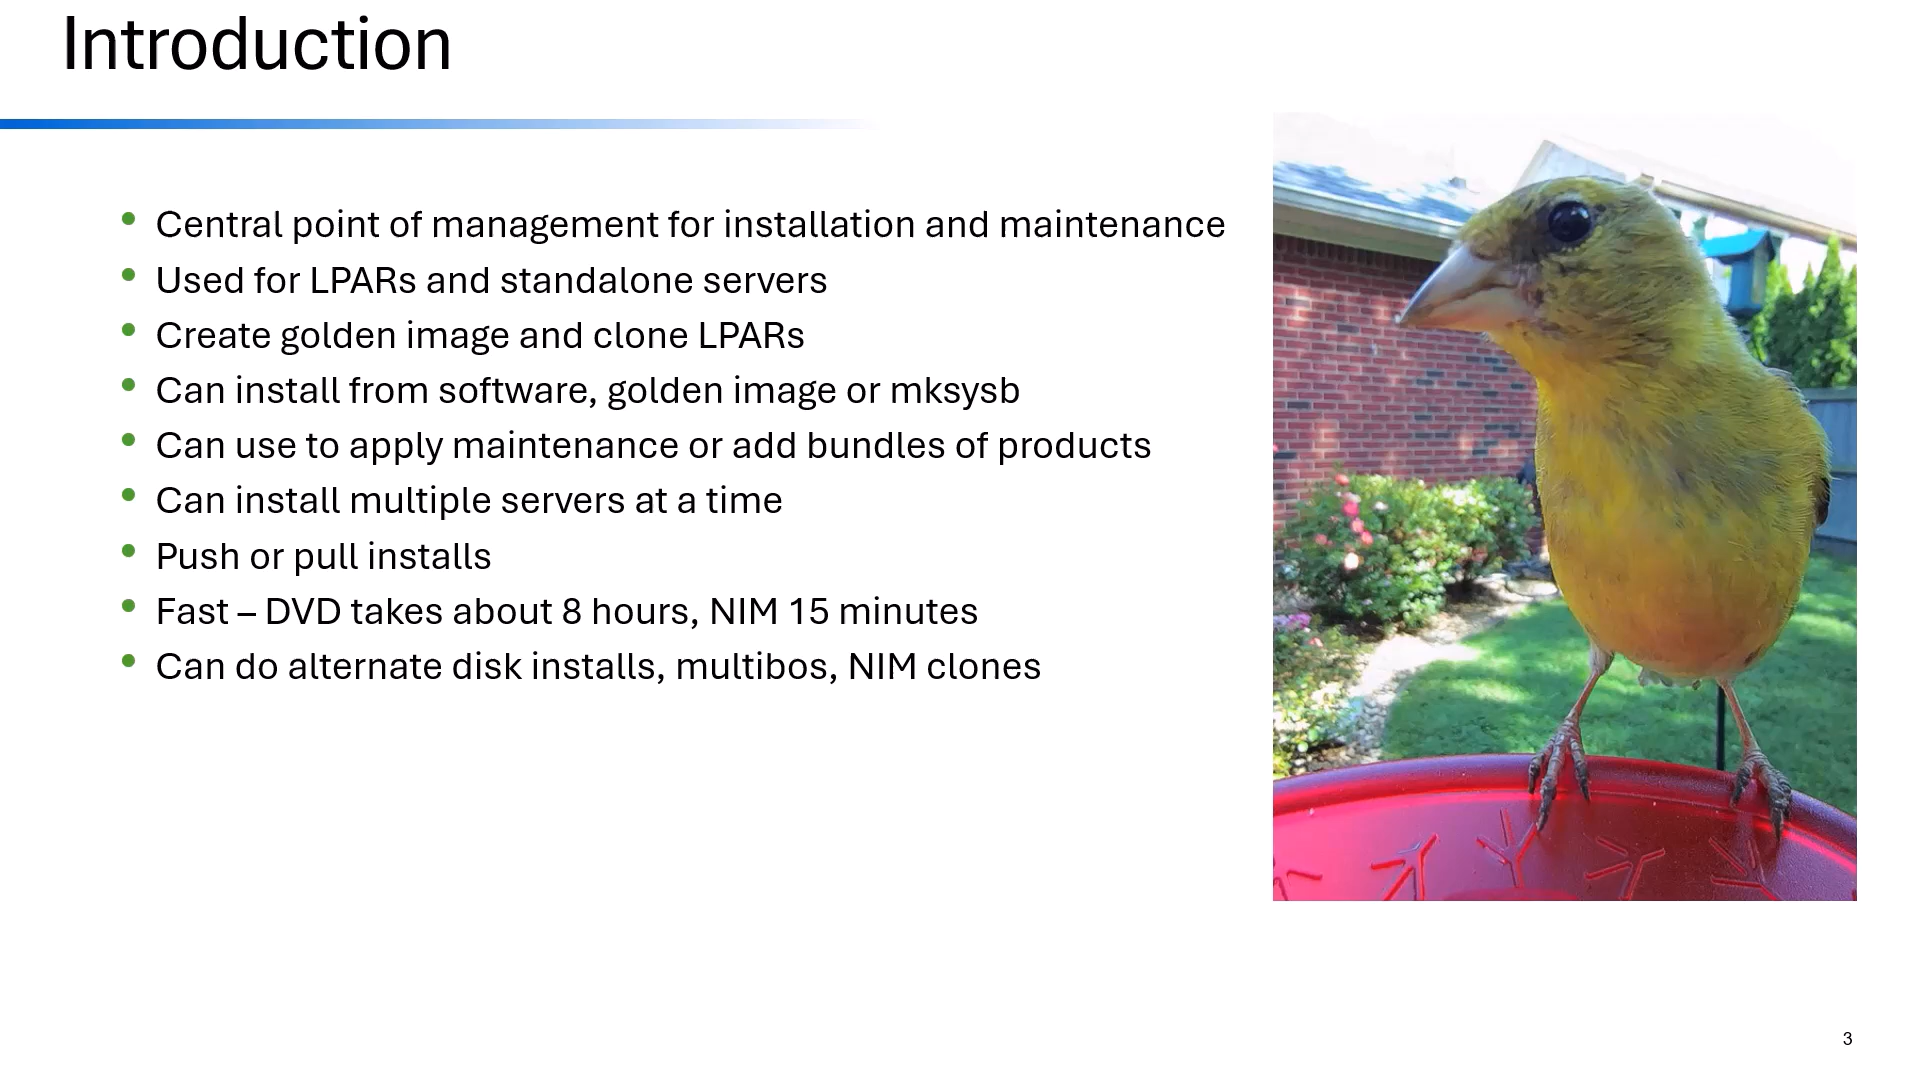 Introduction
• Central point of management for installation and maintenance
• Used for LPARs and standalone servers
• Create golden image and clone LPARs
• Can install from software, golden image or mksysb
• Can use to apply maintenance or add bundles of products
• Can install multiple servers at a time
• Push or pull installs
• Fast – DVD takes about 8 hours, NIM 15 minutes
• Can do alternate disk installs, multibos, NIM clones
3